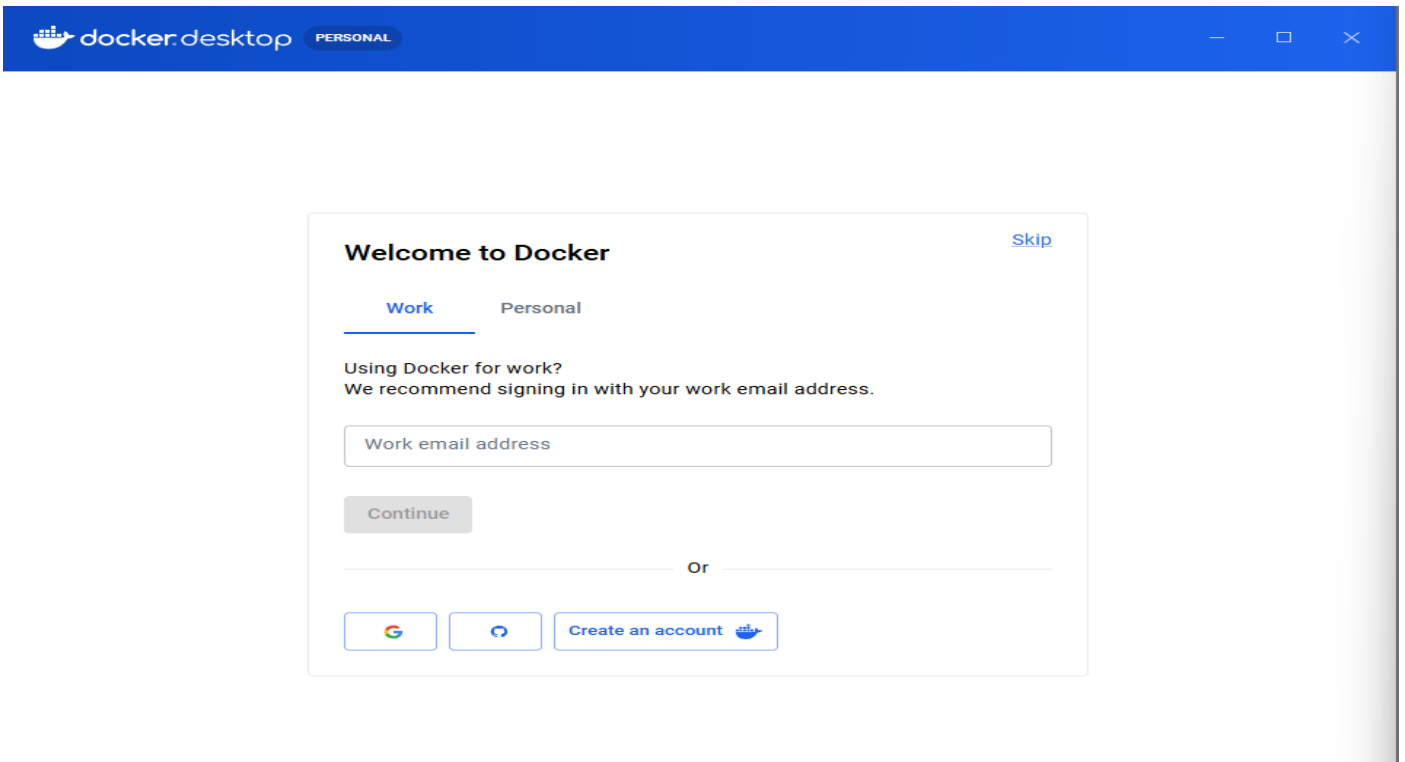 docker.desktop PERSONAL
Skip
Welcome to Docker
Work Personal
Using Docker for work?
We recommend signing in with your work email address.
Work email address
Continue
Or
G Create an account